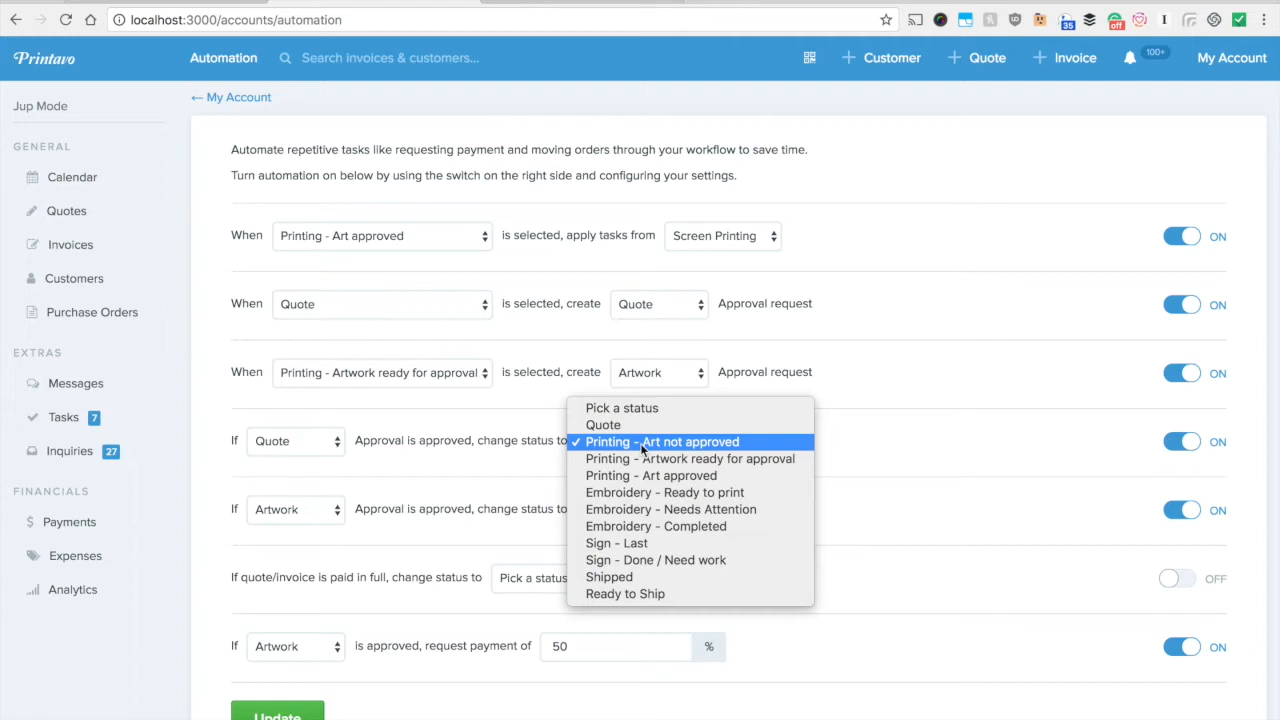 localhost:3000/accounts/automation
35
off
Printavo
Automation
Search invoices & customers...
Customer
Quote
Invoice
100+
My Account
Jup Mode
← My Account
GENERAL
Calendar
Quotes
Invoices
Customers
Purchase Orders
EXTRAS
Messages
Tasks 7
Inquiries 27
FINANCIALS
Payments
Expenses
Analytics
Automate repetitive tasks like requesting payment and moving orders through your workflow to save time.
Turn automation on below by using the switch on the right side and configuring your settings.
When Printing - Art approved is selected, apply tasks from Screen Printing ON
When Quote is selected, create Quote Approval request ON
When Printing - Artwork ready for approval is selected, create Artwork Approval request ON
If Quote Approval is approved, change status to ON
Pick a status
Quote
✓ Printing - Art not approved
Printing - Artwork ready for approval
Printing - Art approved
Embroidery - Ready to print
Embroidery - Needs Attention
Embroidery - Completed
Sign - Last
Sign - Done / Need work
Shipped
Ready to Ship
If Artwork Approval is approved, change status to ON
If quote/invoice is paid in full, change status to Pick a status OFF
If Artwork is approved, request payment of 50 % ON
Update